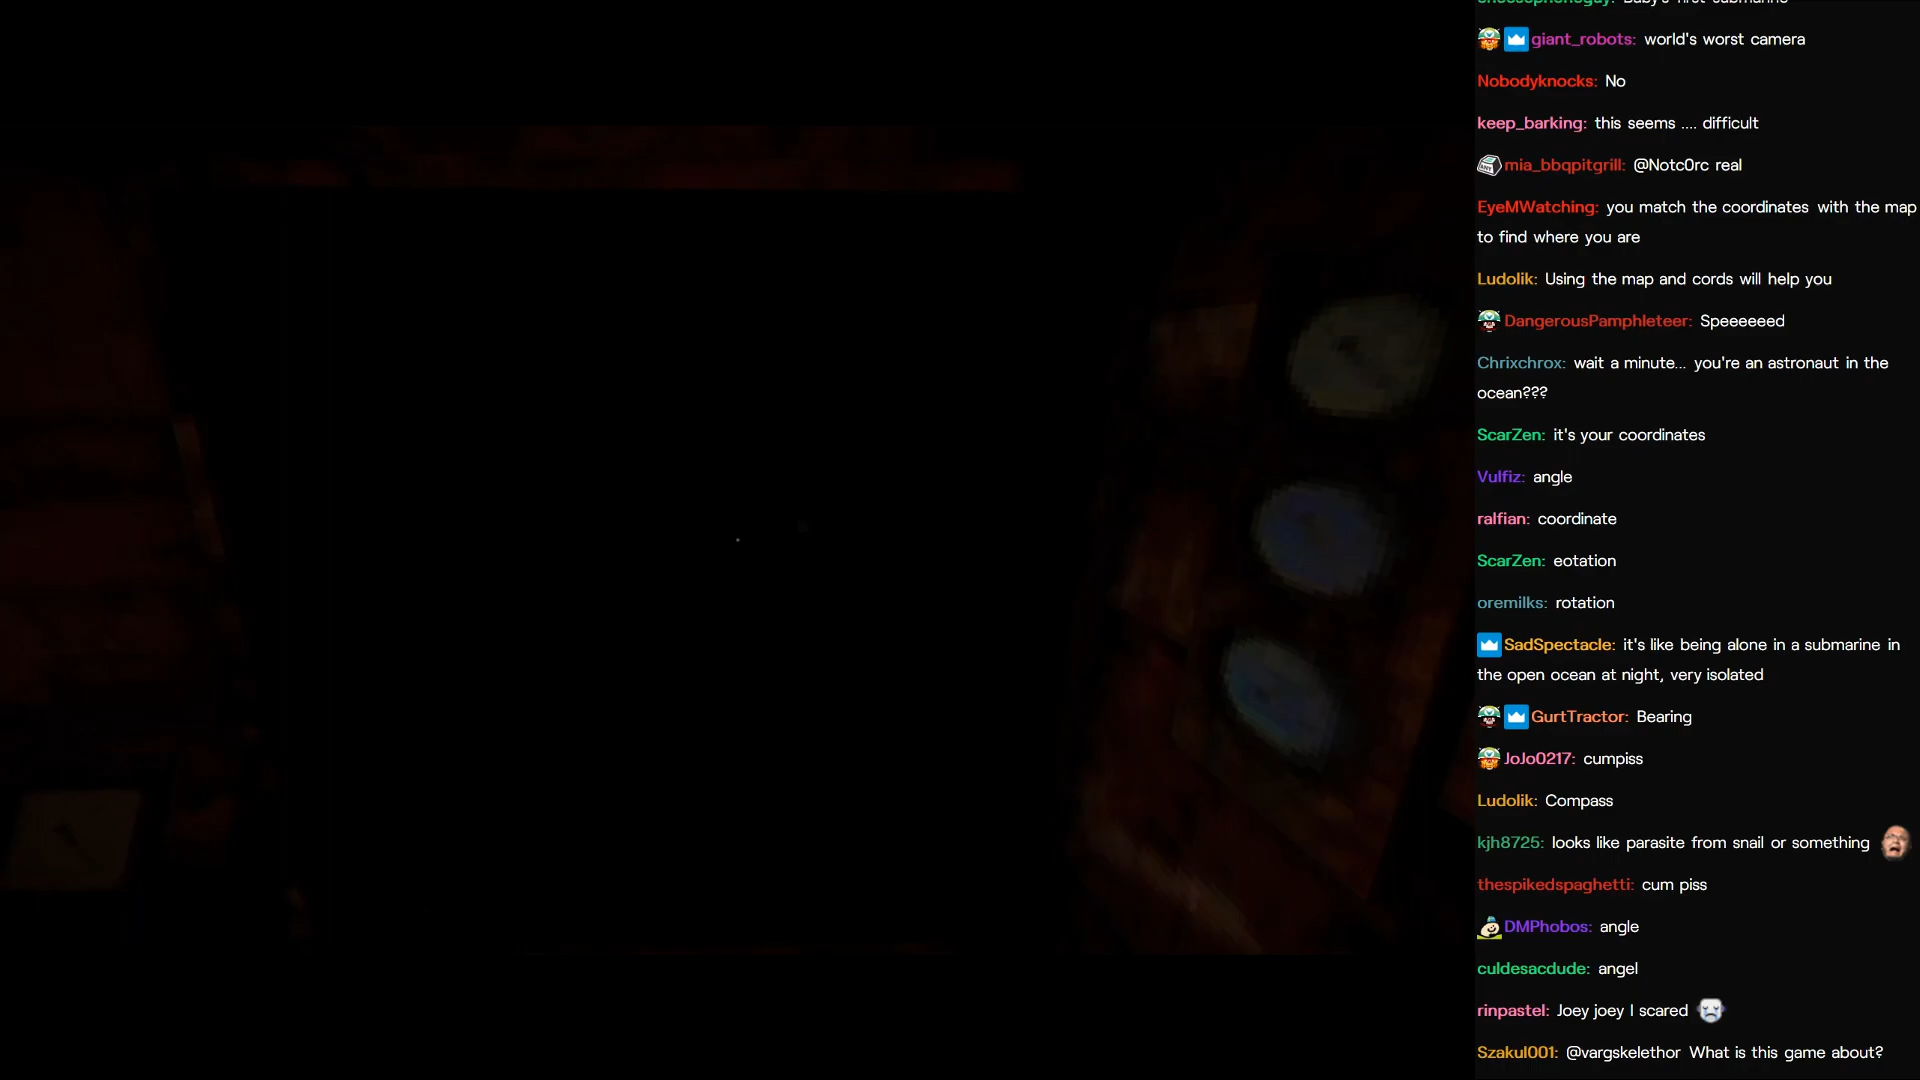 giant_robots: world's worst camera
Nobodyknocks: No
keep_barking: this seems .... difficult
mia_bbqpitgrill: @Notc0rc real
EyeMWatching: you match the coordinates with the map
to find where you are
Ludolik: Using the map and cords will help you
DangerousPamphleteer: Speeeeeed
Chrixchrox: wait a minute... you're an astronaut in the
ocean???
ScarZen: it's your coordinates
Vulfiz: angle
ralfian: coordinate
ScarZen: eotation
oremilks: rotation
SadSpectacle: it's like being alone in a submarine in
the open ocean at night, very isolated
GurtTractor: Bearing
JoJo0217: cumpiss
Ludolik: Compass
kjh8725: looks like parasite from snail or something
thespikedspaghetti: cum piss
DMPhobos: angle
culdesacdude: angel
rinpastel: Joey joey I scared
Szakul001: @vargskelethor What is this game about?